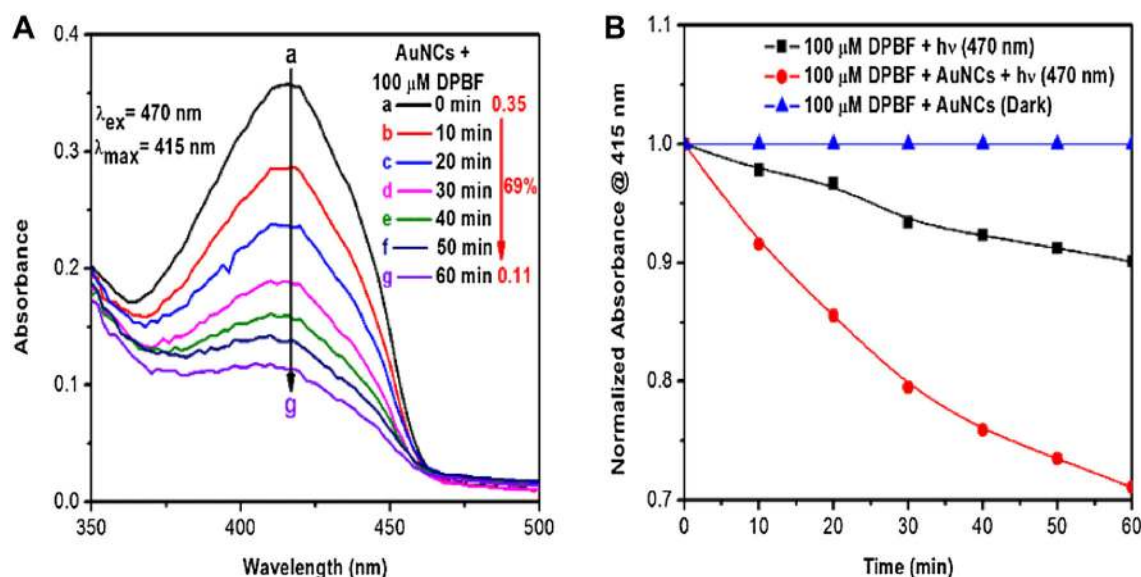 A
AuNCs +
100 μM DPBF
a 0 min 0.35
b 10 min
c 20 min
d 30 min
e 40 min
f 50 min
g 60 min 0.11
69%
λex= 470 nm
λmax = 415 nm
a
g
0.4
0.3
0.2
0.1
0.0
350 400 450 500
Absorbance
Wavelength (nm)
B
100 μM DPBF + hν (470 nm)
100 μM DPBF + AuNCs + hν (470 nm)
100 μM DPBF + AuNCs (Dark)
1.1
1.0
0.9
0.8
0.7
0 10 20 30 40 50 60
Normalized Absorbance @ 415 nm
Time (min)